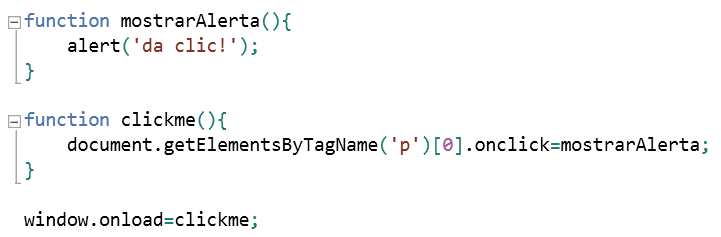 function mostrarAlerta(){
alert('da clic!');
}
function clickme(){
document.getElementsByTagName('p')[0].onclick=mostrarAlerta;
}
window.onload=clickme;